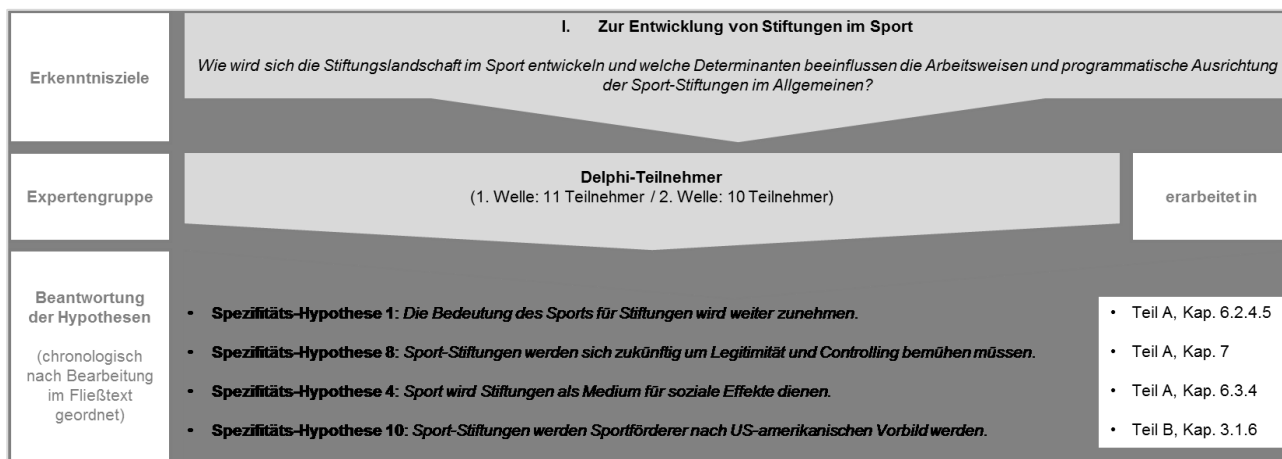 I. Zur Entwicklung von Stiftungen im Sport
Erkenntnisziele
Wie wird sich die Stiftungslandschaft im Sport entwickeln und welche Determinanten beeinflussen die Arbeitsweisen und programmatische Ausrichtung
der Sport-Stiftungen im Allgemeinen?
Expertengruppe
Delphi-Teilnehmer
(1. Welle: 11 Teilnehmer / 2. Welle: 10 Teilnehmer)
erarbeitet in
Beantwortung
der Hypothesen
(chronologisch
nach Bearbeitung
im Fließtext
geordnet)
• Spezifitäts-Hypothese 1: Die Bedeutung des Sports für Stiftungen wird weiter zunehmen.
• Teil A, Kap. 6.2.4.5
• Spezifitäts-Hypothese 8: Sport-Stiftungen werden sich zukünftig um Legitimität und Controlling bemühen müssen.
• Teil A, Kap. 7
• Spezifitäts-Hypothese 4: Sport wird Stiftungen als Medium für soziale Effekte dienen.
• Teil A, Kap. 6.3.4
• Spezifitäts-Hypothese 10: Sport-Stiftungen werden Sportförderer nach US-amerikanischen Vorbild werden.
• Teil B, Kap. 3.1.6